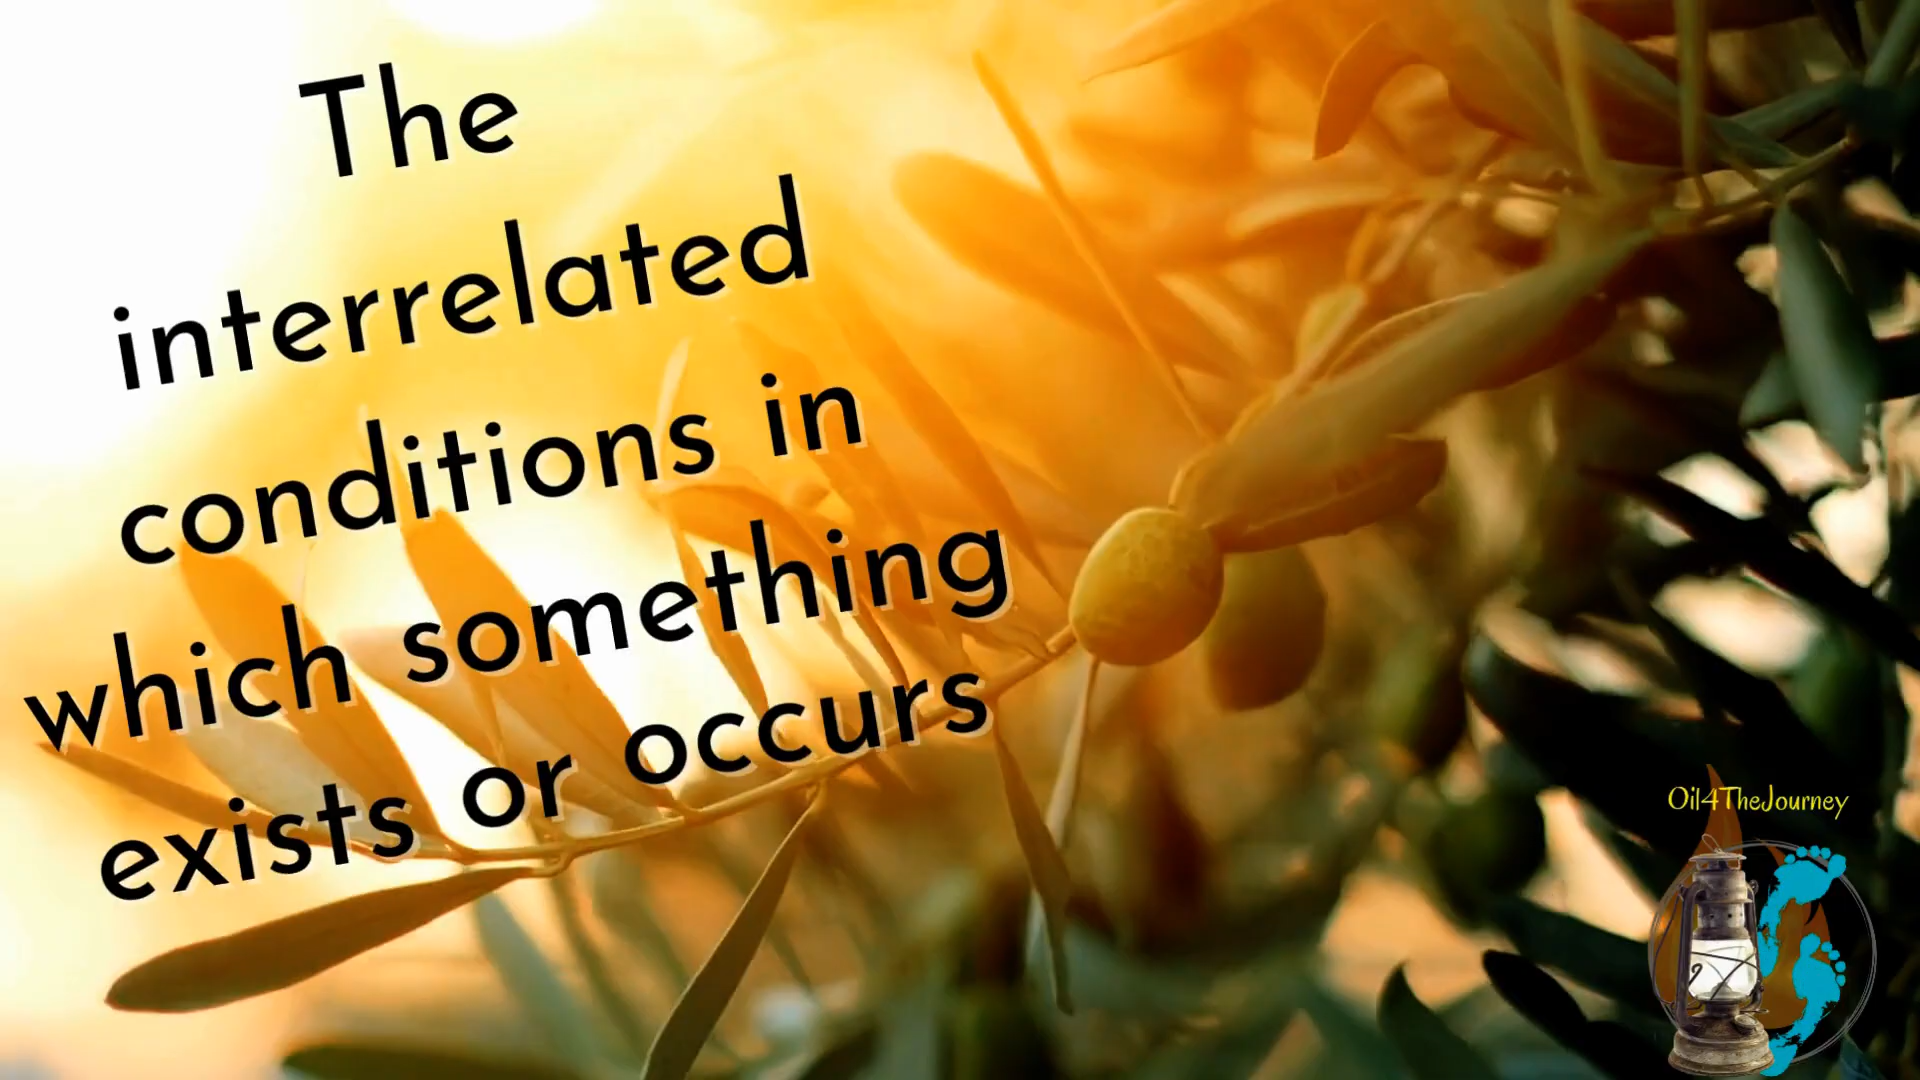 The
interrelated
conditions in
which something
exists or occurs
Oil4TheJourney